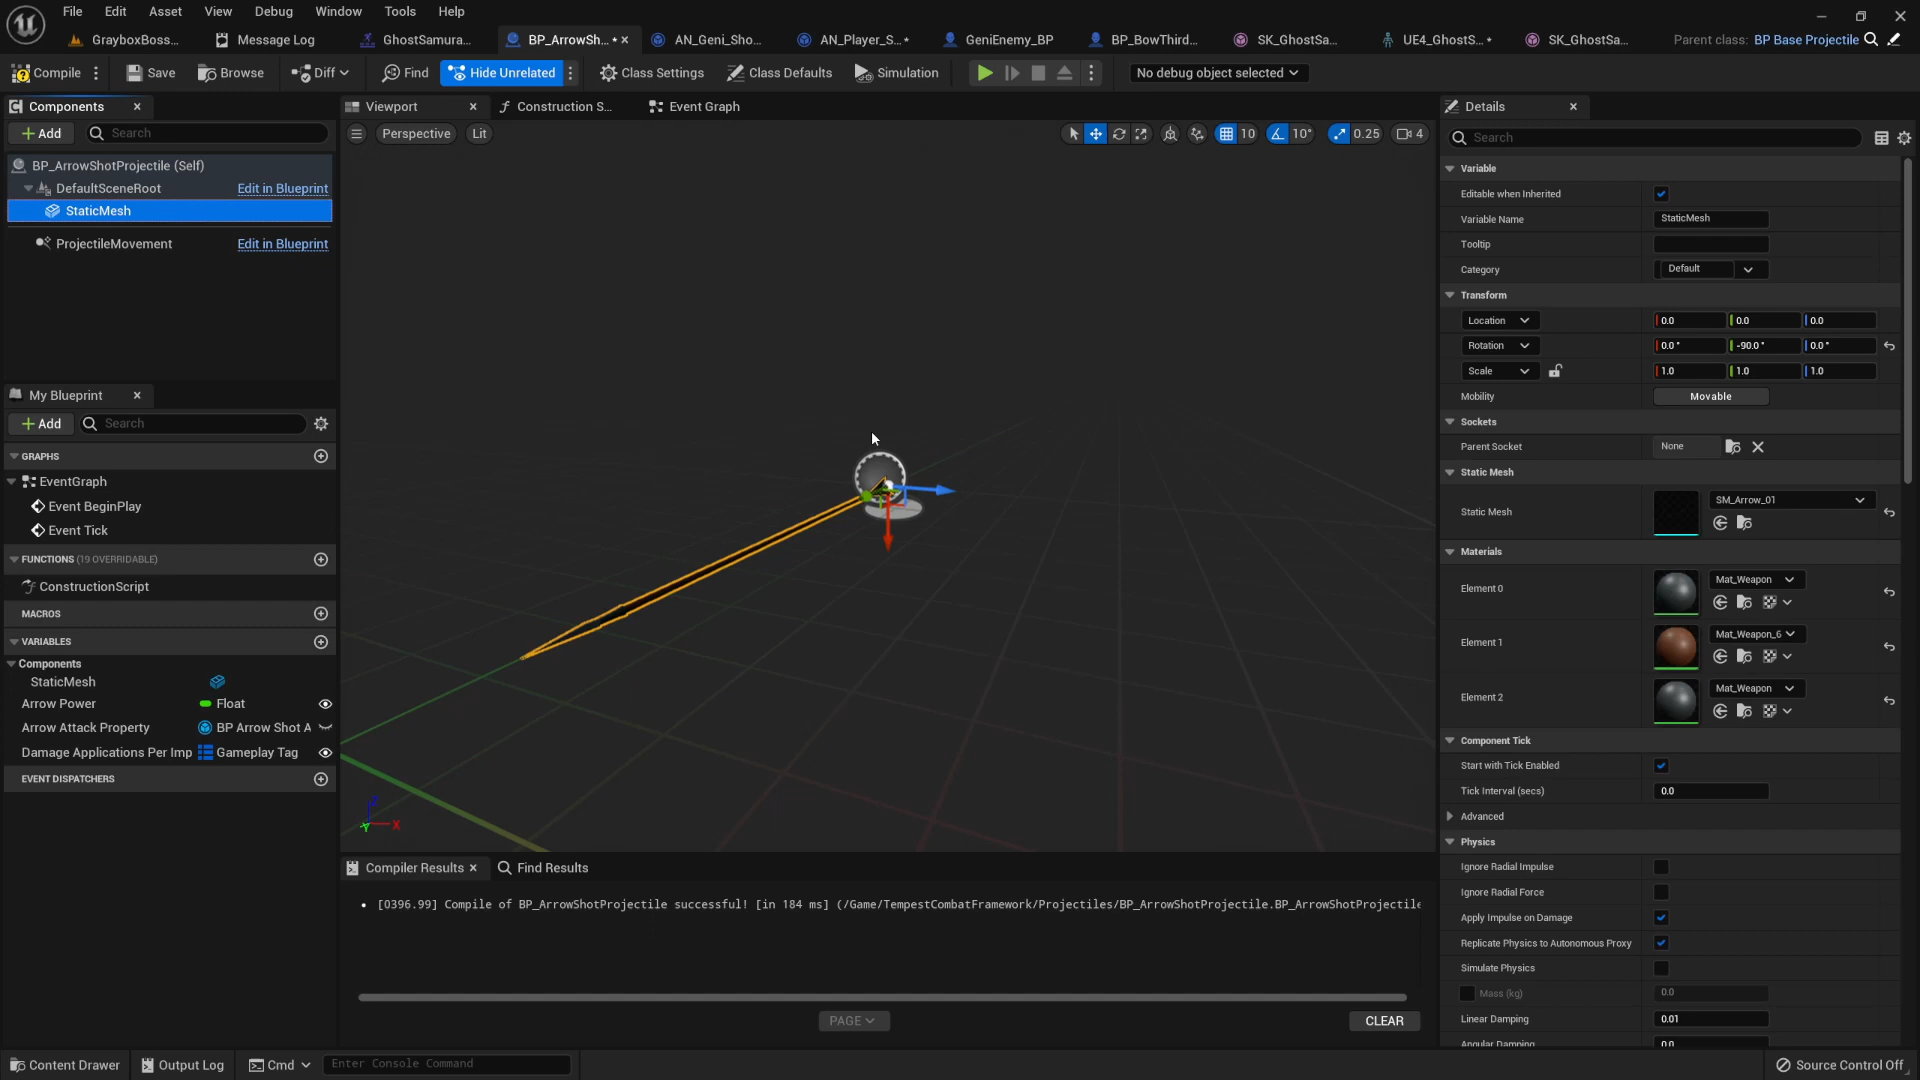 File Edit Asset View Debug Window Tools Help
GrayboxBoss... Message Log GhostSamura... BP_ArrowSh... • AN_Geni_Sho... AN_Player_S...• GeniEnemy_BP BP_BowThird... SK_GhostSa... UE4_GhostS...• SK_GhostSa... Parent class: BP Base Projectile
Compile Save Browse Diff Find Hide Unrelated Class Settings Class Defaults Simulation No debug object selected
Components Viewport Construction S... Event Graph Details
Add Search Perspective Lit 10 10° 0.25 4 Search
BP_ArrowShotProjectile (Self)
DefaultSceneRoot Edit in Blueprint
StaticMesh
ProjectileMovement Edit in Blueprint
My Blueprint
Add Search
GRAPHS
EventGraph
Event BeginPlay
Event Tick
FUNCTIONS (19 OVERRIDABLE)
ConstructionScript
MACROS
VARIABLES
Components
StaticMesh
Arrow Power Float
Arrow Attack Property BP Arrow Shot A
Damage Applications Per Imp Gameplay Tag
EVENT DISPATCHERS
Z
Y X
Compiler Results Find Results
[0396.99] Compile of BP_ArrowShotProjectile successful! [in 184 ms] (/Game/TempestCombatFramework/Projectiles/BP_ArrowShotProjectile.BP_ArrowShotProjectile
PAGE CLEAR
Variable
Editable when Inherited
Variable Name StaticMesh
Tooltip
Category Default
Transform
Location 0.0 0.0 0.0
Rotation 0.0° -90.0° 0.0°
Scale 1.0 1.0 1.0
Mobility Movable
Sockets
Parent Socket None
Static Mesh
Static Mesh SM_Arrow_01
Materials
Element 0 Mat_Weapon
Element 1 Mat_Weapon_6
Element 2 Mat_Weapon
Component Tick
Start with Tick Enabled
Tick Interval (secs) 0.0
Advanced
Physics
Ignore Radial Impulse
Ignore Radial Force
Apply Impulse on Damage
Replicate Physics to Autonomous Proxy
Simulate Physics
Mass (kg) 0.0
Linear Damping 0.01
Angular Damping 0.0
Content Drawer Output Log Cmd Enter Console Command Source Control Off